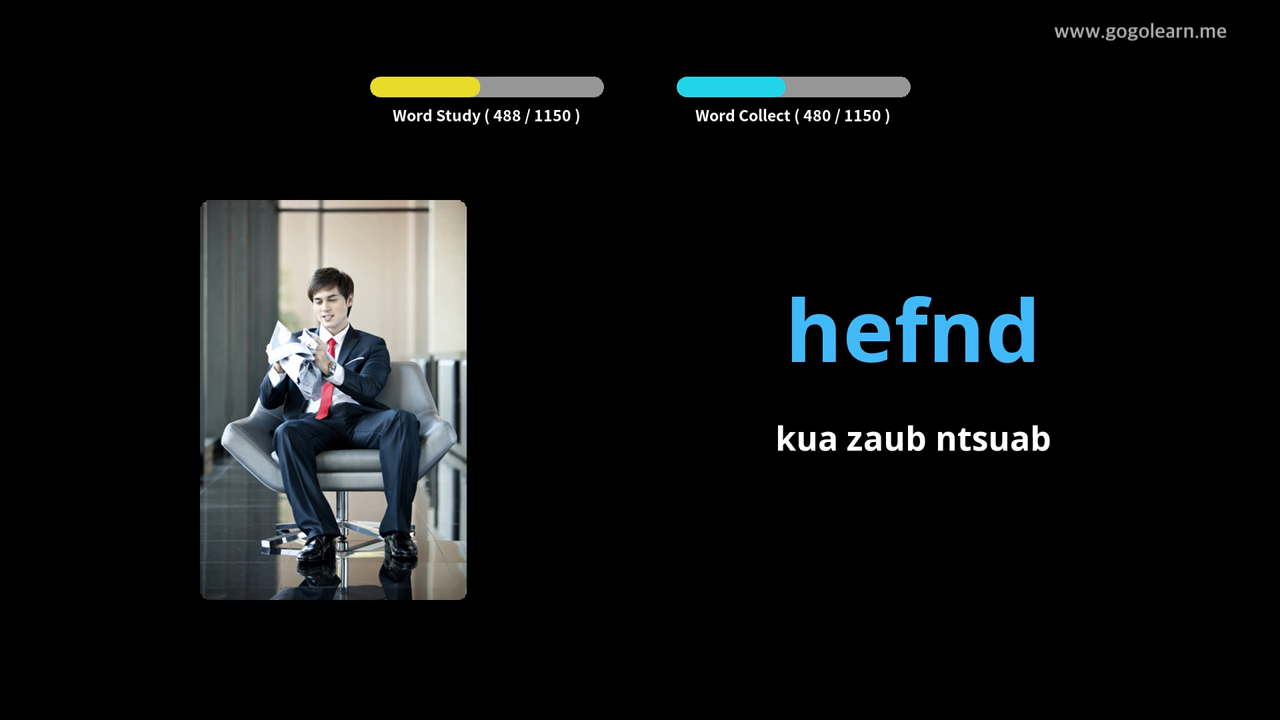 www.gogolearn.me
Word Study ( 488 / 1150 )
Word Collect ( 480 / 1150 )
hefnd
kua zaub ntsuab